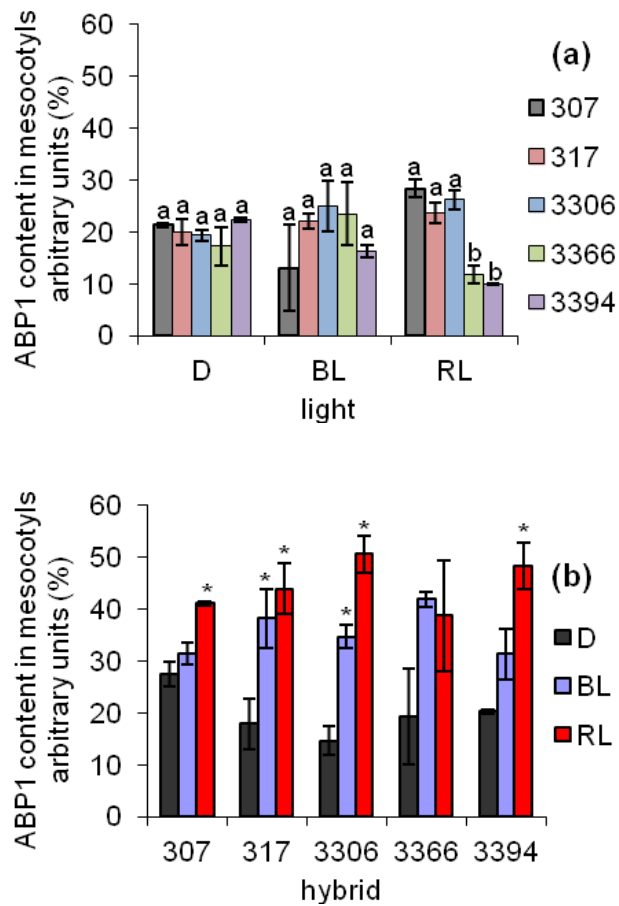 ABP1 content in mesocotyls
arbitrary units (%)
60
50
40
30
20
10
0
a a a a a
a a a a a
a a a b b
D BL RL
light
(a)
307
317
3306
3366
3394
ABP1 content in mesocotyls
arbitrary units (%)
60
50
40
30
20
10
0
* * * * * *
307 317 3306 3366 3394
hybrid
(b)
D
BL
RL